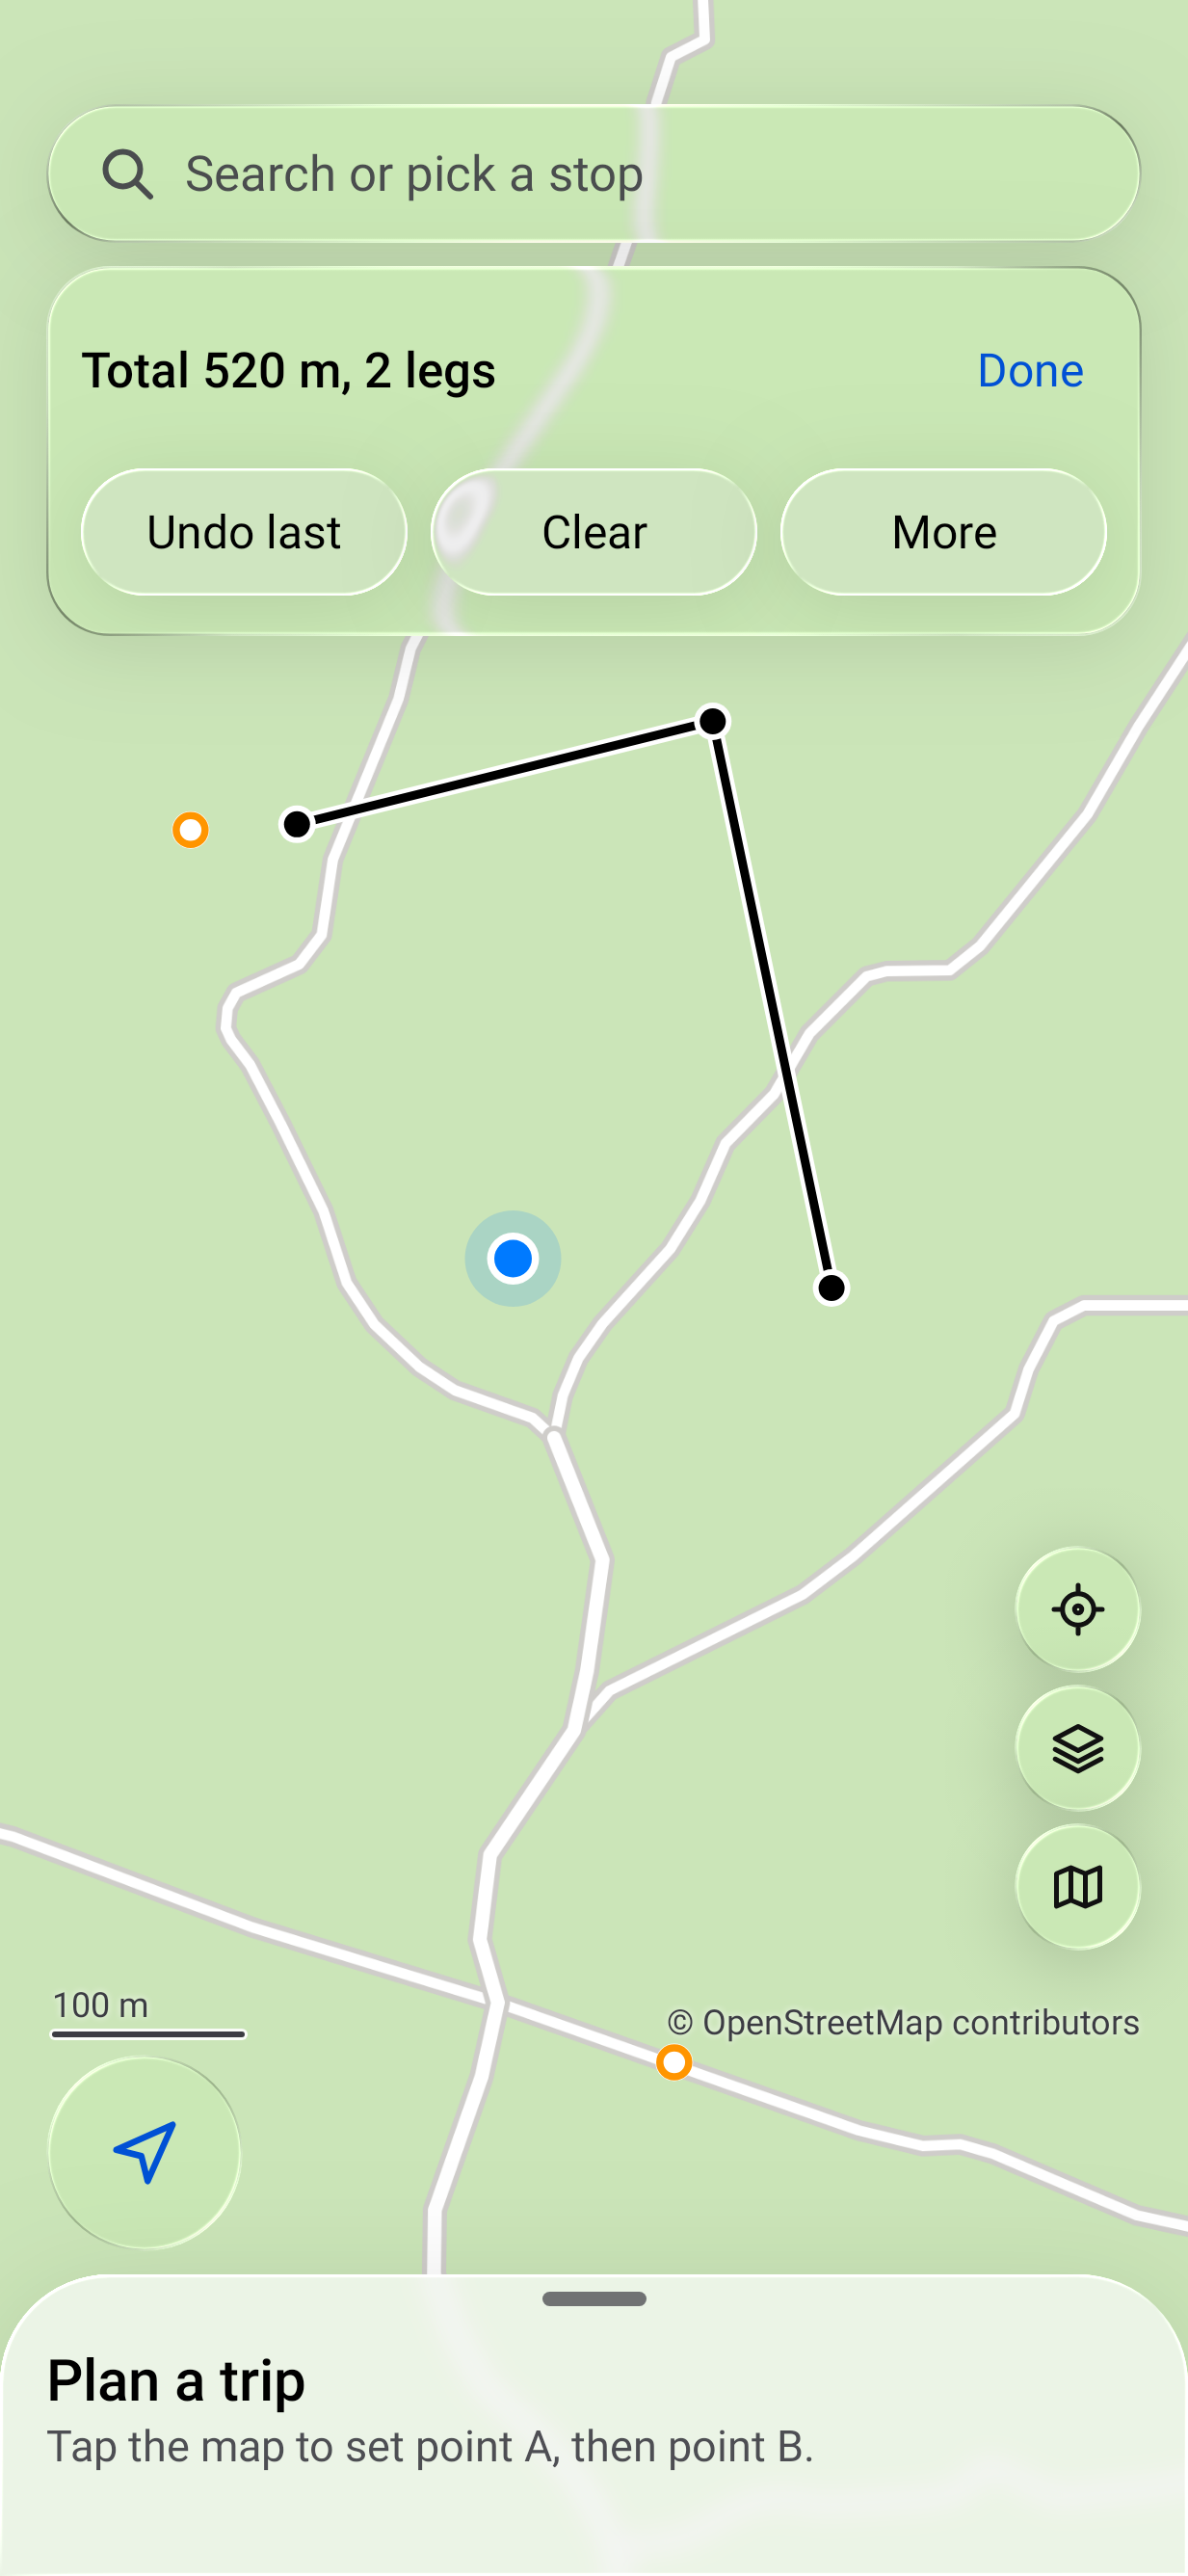 Search or pick a stop
Total 520 m, 2 legs
Done
Undo last
Clear
More
100 m
© OpenStreetMap contributors
Plan a trip
Tap the map to set point A, then point B.